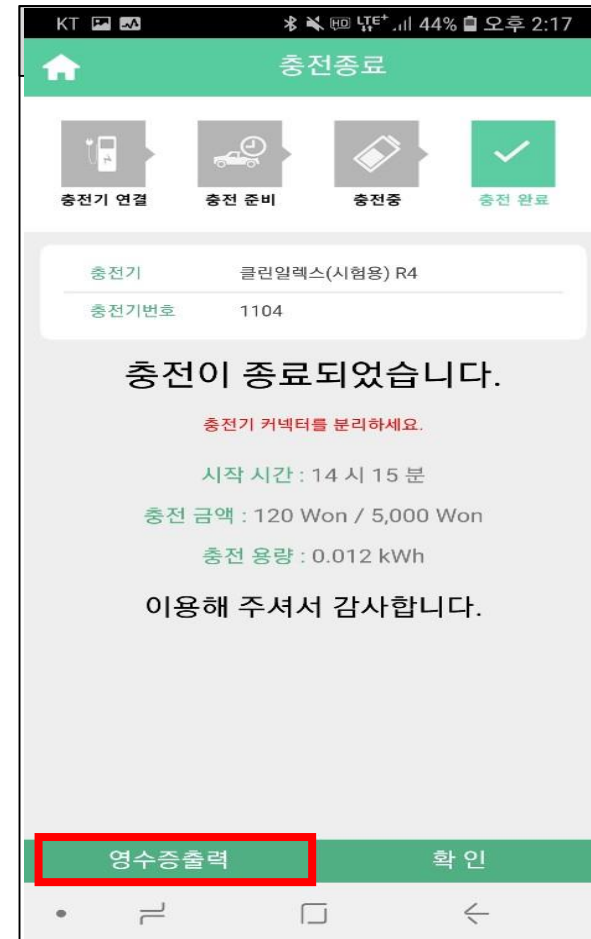 KT HD LTE+ 44% 오후 2:17
충전종료
충전기 연결 충전 준비 충전중 충전 완료
충전기 클린일렉스(시험용) R4
충전기번호 1104
충전이 종료되었습니다.
충전기 커넥터를 분리하세요.
시작 시간 : 14 시 15 분
충전 금액 : 120 Won / 5,000 Won
충전 용량 : 0.012 kWh
이용해 주셔서 감사합니다.
영수증출력 확 인